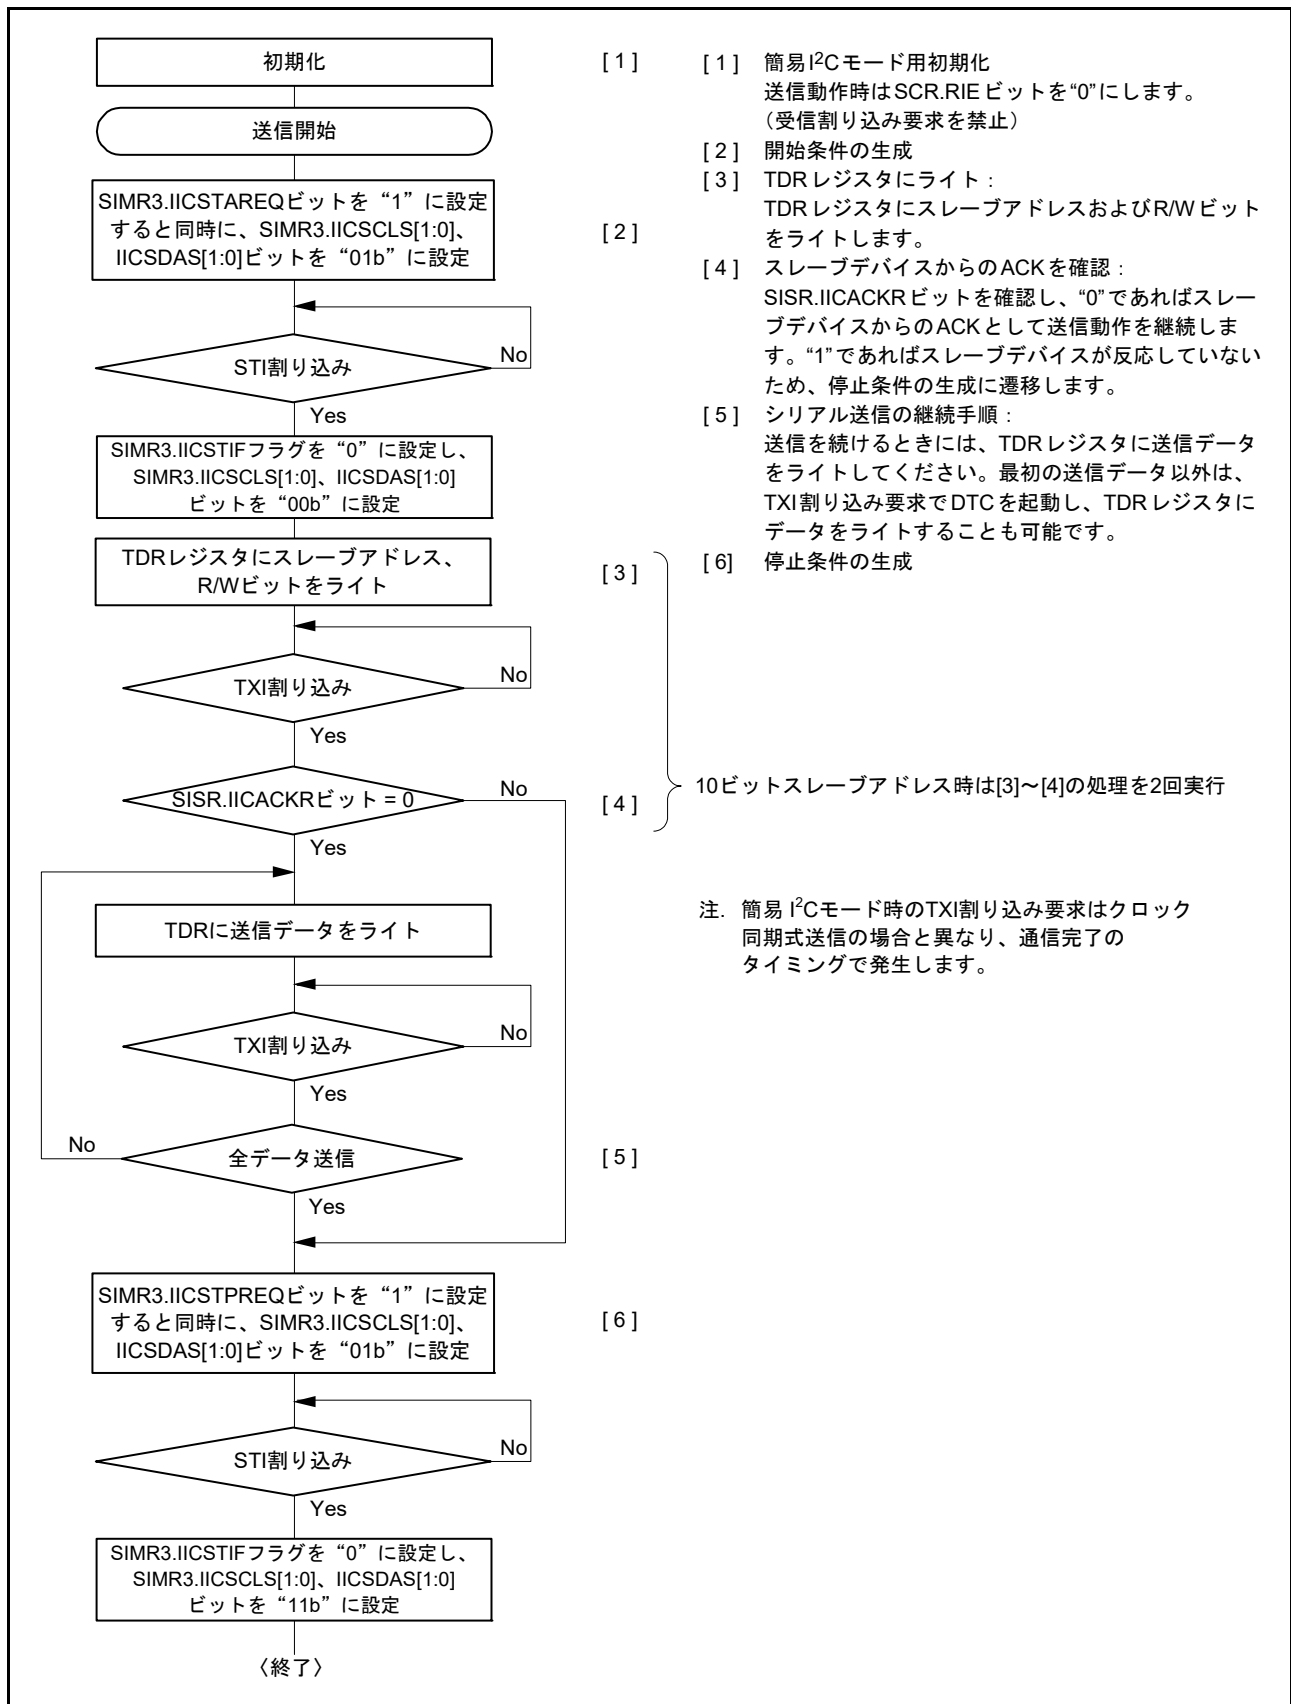 初期化
[ 1 ]
送信開始
SIMR3.IICSTAREQビットを“1”に設定
すると同時に、SIMR3.IICSCLS[1:0]、
IICSDAS[1:0]ビットを“01b”に設定
[ 2 ]
STI割り込み
No
Yes
SIMR3.IICSTIFフラグを“0”に設定し、
SIMR3.IICSCLS[1:0]、IICSDAS[1:0]
ビットを“00b”に設定
TDRレジスタにスレーブアドレス、
R/Wビットをライト
[ 3 ]
TXI割り込み
No
Yes
SISR.IICACKRビット = 0
No
[ 4 ]
Yes
10ビットスレーブアドレス時は[3]～[4]の処理を2回実行
TDRに送信データをライト
TXI割り込み
No
Yes
全データ送信
No
[ 5 ]
Yes
SIMR3.IICSTPREQビットを“1”に設定
すると同時に、SIMR3.IICSCLS[1:0]、
IICSDAS[1:0]ビットを“01b”に設定
[ 6 ]
STI割り込み
No
Yes
SIMR3.IICSTIFフラグを“0”に設定し、
SIMR3.IICSCLS[1:0]、IICSDAS[1:0]
ビットを“11b”に設定
〈終了〉
[ 1 ] 簡易I2Cモード用初期化
送信動作時はSCR.RIEビットを“0”にします。
（受信割り込み要求を禁止）
[ 2 ] 開始条件の生成
[ 3 ] TDRレジスタにライト：
TDRレジスタにスレーブアドレスおよびR/Wビット
をライトします。
[ 4 ] スレーブデバイスからのACKを確認：
SISR.IICACKRビットを確認し、“0”であればスレー
ブデバイスからのACKとして送信動作を継続しま
す。“1”であればスレーブデバイスが反応していない
ため、停止条件の生成に遷移します。
[ 5 ] シリアル送信の継続手順：
送信を続けるときには、TDRレジスタに送信データ
をライトしてください。最初の送信データ以外は、
TXI割り込み要求でDTCを起動し、TDRレジスタに
データをライトすることも可能です。
[ 6] 停止条件の生成
注. 簡易 I2Cモード時のTXI割り込み要求はクロック
同期式送信の場合と異なり、通信完了の
タイミングで発生します。